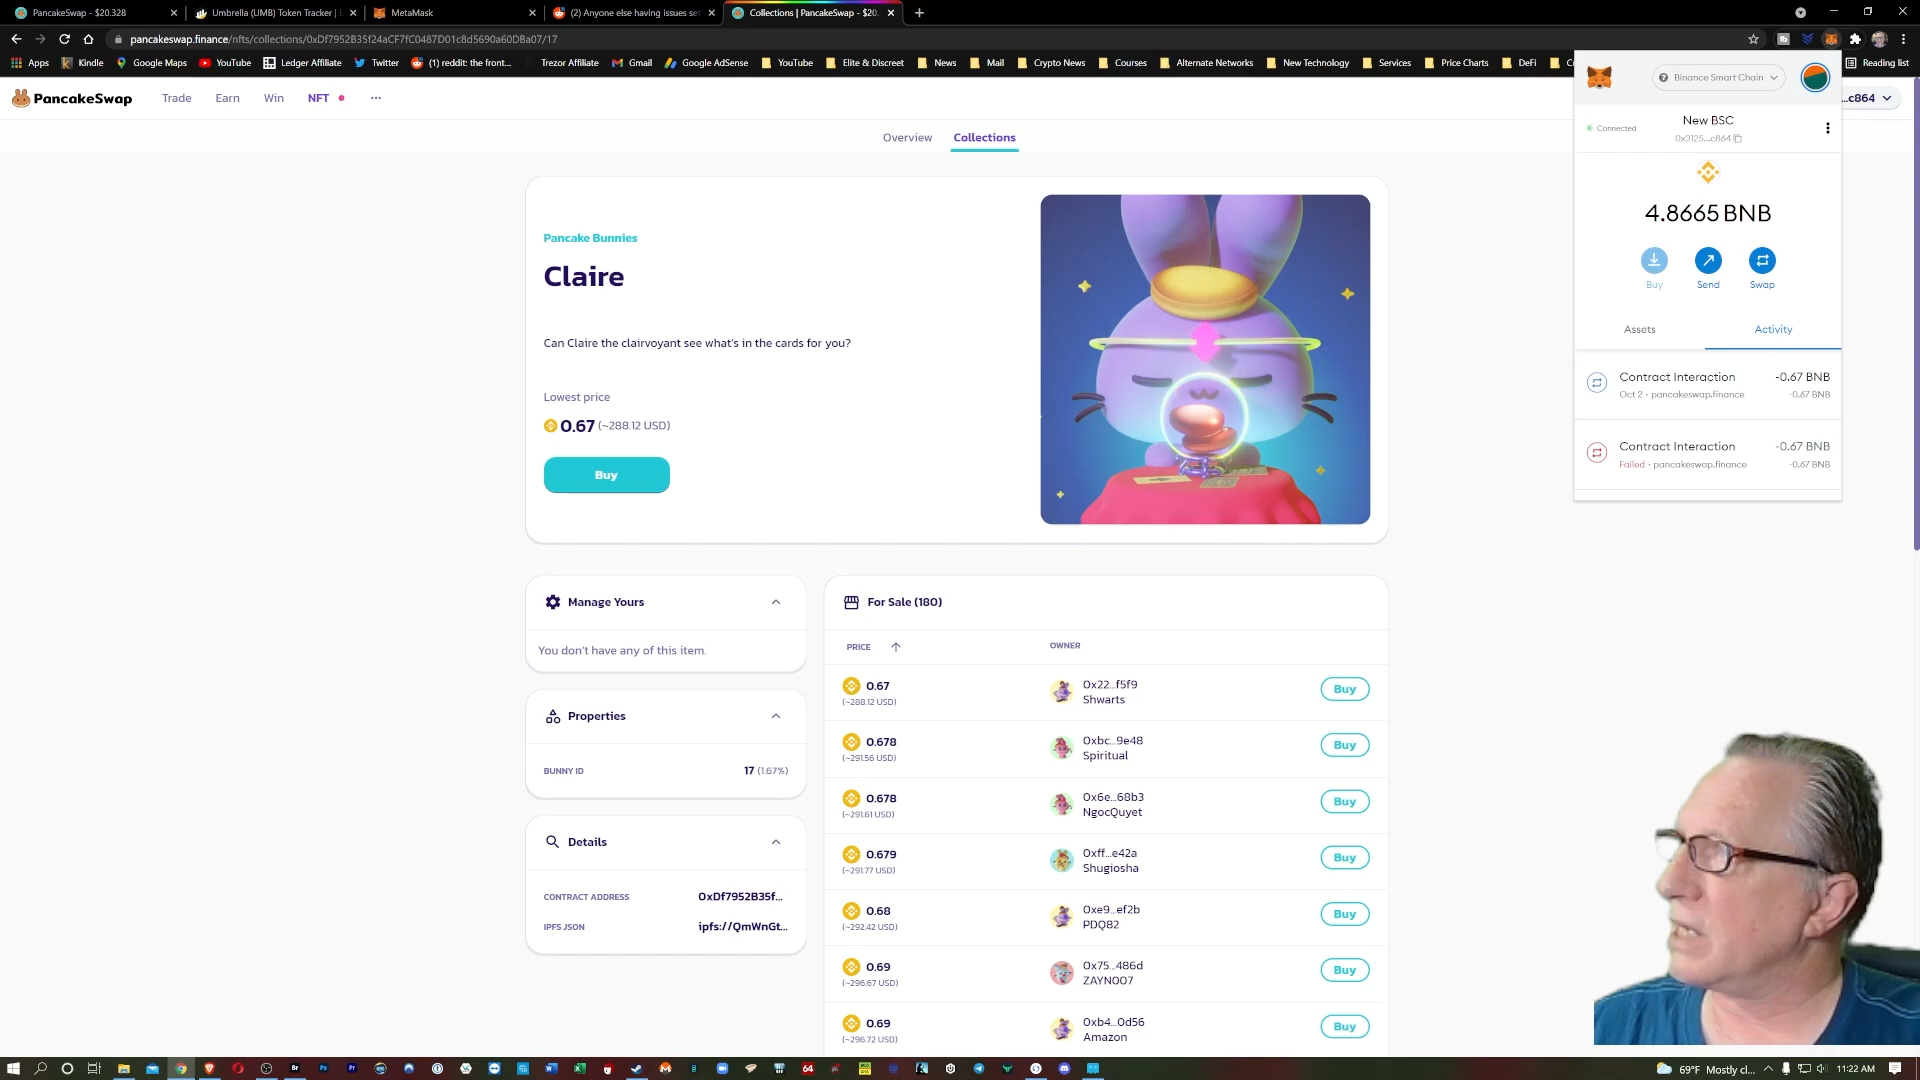 PancakeSwap - $20.328
Umbrella (UMB) Token Tracker | E
MetaMask
(2) Anyone else having issues se
Collections | PancakeSwap - $20.
pancakeswap.finance/nfts/collections/0xDf7952B35f24aCF7fC0487D01c8d5690a60DBa07/17
Apps
Kindle
Google Maps
YouTube
Ledger Affiliate
Twitter
(1) reddit: the front...
Trezor Affiliate
Gmail
Google AdSense
YouTube
Elite & Discreet
News
Mail
Crypto News
Courses
Alternate Networks
New Technology
Services
Price Charts
DeFi
Reading list
PancakeSwap
Trade
Earn
Win
NFT
...c864
Overview
Collections
Binance Smart Chain
Connected
New BSC
0x3125...c864
4.8665 BNB
Buy
Send
Swap
Assets
Activity
Contract Interaction
-0.67 BNB
Oct 2 · pancakeswap.finance
-0.67 BNB
Contract Interaction
-0.67 BNB
Failed · pancakeswap.finance
-0.67 BNB
Pancake Bunnies
Claire
Can Claire the clairvoyant see what's in the cards for you?
Lowest price
0.67 (~288.12 USD)
Buy
Manage Yours
You don't have any of this item.
Properties
BUNNY ID
17 (1.67%)
Details
CONTRACT ADDRESS
0xDf7952B35f...
IPFS JSON
ipfs://QmWnGt...
For Sale (180)
PRICE
OWNER
0.67
(~288.12 USD)
0x22...f5f9
Shwarts
Buy
0.678
(~291.56 USD)
0xbc...9e48
Spiritual
Buy
0.678
(~291.61 USD)
0x6e...68b3
NgocQuyet
Buy
0.679
(~291.77 USD)
0xff...e42a
Shugiosha
Buy
0.68
(~292.42 USD)
0xe9...ef2b
PDQ82
Buy
0.69
(~296.67 USD)
0x75...486d
ZAYN007
Buy
0.69
(~296.72 USD)
0xb4...0d56
Amazon
Buy
69°F Mostly cl...
11:22 AM